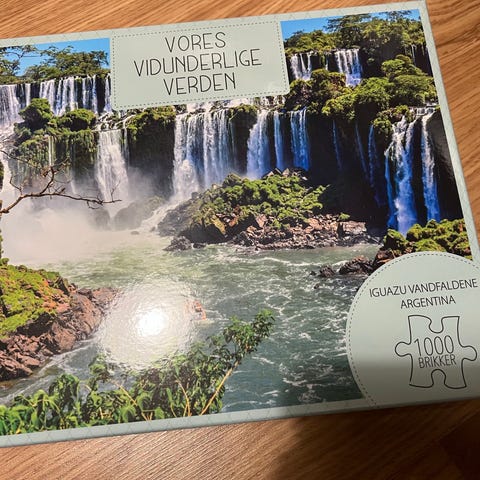 VORES
VIDUNDERLIGE
VERDEN
IGUAZU VANDFALDENE
ARGENTINA
1000
BRIKKER